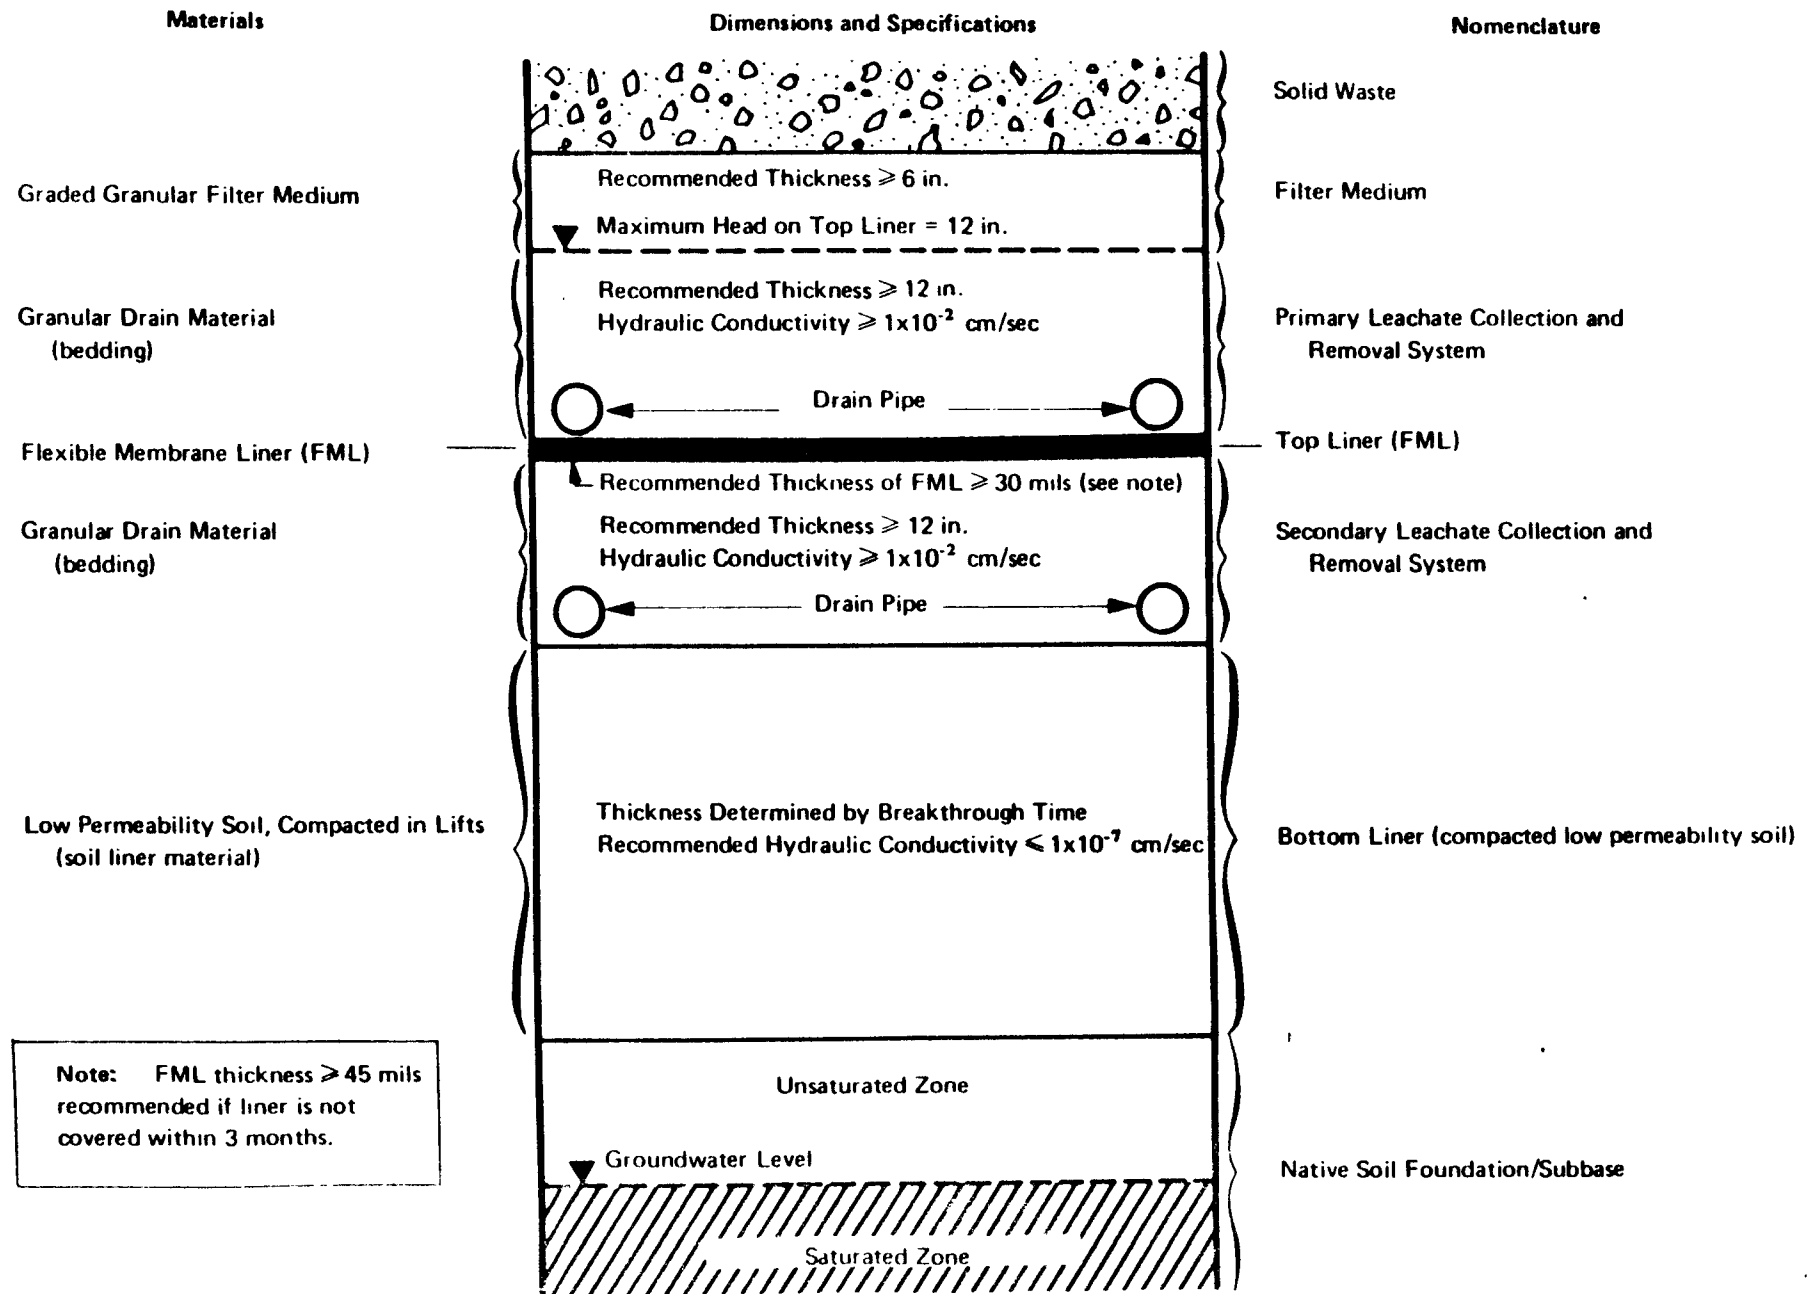 Materials
Dimensions and Specifications
Nomenclature
Solid Waste
Graded Granular Filter Medium
Recommended Thickness ⩾ 6 in.
Maximum Head on Top Liner = 12 in.
Filter Medium
Granular Drain Material
(bedding)
Recommended Thickness ⩾ 12 in.
Hydraulic Conductivity ⩾ 1x10⁻² cm/sec
Drain Pipe
Primary Leachate Collection and
Removal System
Flexible Membrane Liner (FML)
Top Liner (FML)
Recommended Thickness of FML ⩾ 30 mils (see note)
Granular Drain Material
(bedding)
Recommended Thickness ⩾ 12 in.
Hydraulic Conductivity ⩾ 1x10⁻² cm/sec
Drain Pipe
Secondary Leachate Collection and
Removal System
Low Permeability Soil, Compacted in Lifts
(soil liner material)
Thickness Determined by Breakthrough Time
Recommended Hydraulic Conductivity ⩽ 1x10⁻⁷ cm/sec
Bottom Liner (compacted low permeability soil)
Note: FML thickness ⩾ 45 mils
recommended if liner is not
covered within 3 months.
Unsaturated Zone
Groundwater Level
Saturated Zone
Native Soil Foundation/Subbase